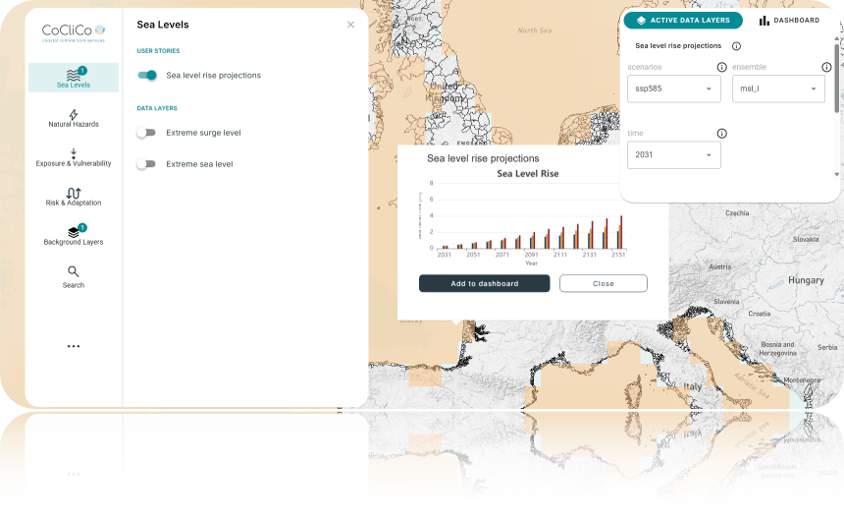 CoCliCo
coastal climate core services
1
Sea Levels
Natural Hazards
Exposure & Vulnerability
Risk & Adaptation
1
Background Layers
Search
...
Sea Levels
×
USER STORIES
Sea level rise projections
DATA LAYERS
Extreme surge level
Extreme sea level
North Sea
United
Kingdom
ENGLAND
Sea level rise projections
Sea Level Rise
8
6
4
2
0
2031 2051 2071 2091 2111 2131 2151
Year
Add to dashboard
Close
ACTIVE DATA LAYERS
DASHBOARD
Sea level rise projections
scenarios
ensemble
ssp585
msl_l
time
2031
Czechia
Slovakia
Austria
Hungary
Slovenia
Croatia
Bosnia and
Herzegovina
Serbia
Montenegro
Italy
Adriatic Sea